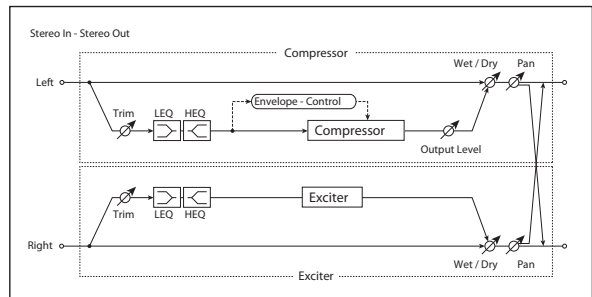 Stereo In - Stereo Out
Compressor
Wet / Dry Pan
Left
Envelope - Control
Trim LEQ HEQ
Compressor
Output Level
Exciter
Trim LEQ HEQ
Right
Wet / Dry Pan
Exciter